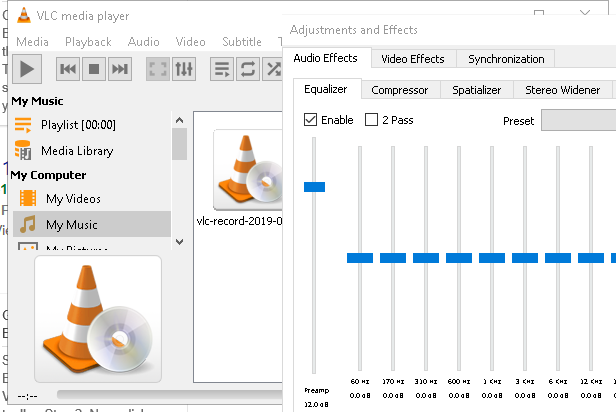 VLC media player
Media Playback Audio Video Subtitle T
My Music
Playlist [00:00]
Media Library
My Computer
My Videos
My Music
vlc-record-2019-0
--:--
Adjustments and Effects
Audio Effects Video Effects Synchronization
Equalizer Compressor Spatializer Stereo Widener
Enable 2 Pass Preset
60 Hz 170 Hz 310 Hz 600 Hz 1 KHz 3 KHz 6 KHz 12 KHz
Preamp 0.0 dB 0.0 dB 0.0 dB 0.0 dB 0.0 dB 0.0 dB 0.0 dB 0.0 dB
12.0 dB